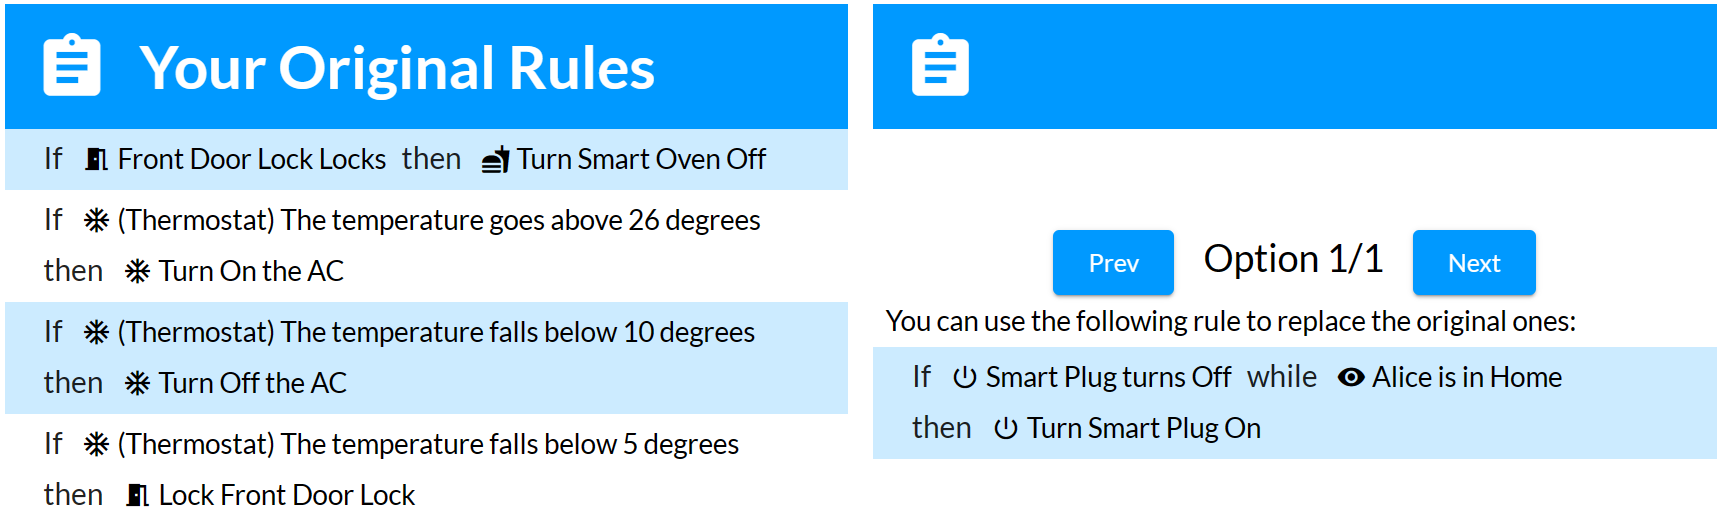 Your Original Rules
If Front Door Lock Locks then Turn Smart Oven Off
If (Thermostat) The temperature goes above 26 degrees
then Turn On the AC
If (Thermostat) The temperature falls below 10 degrees
then Turn Off the AC
If (Thermostat) The temperature falls below 5 degrees
then Lock Front Door Lock
Prev Option 1/1 Next
You can use the following rule to replace the original ones:
If Smart Plug turns Off while Alice is in Home
then Turn Smart Plug On